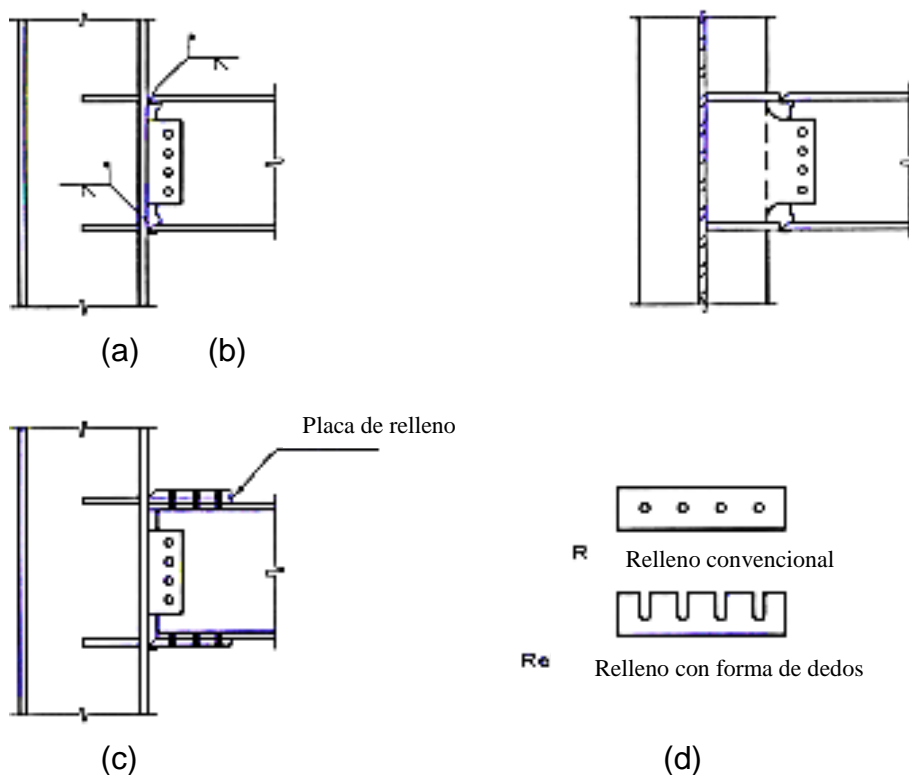 (a) (b)
Placa de relleno
R Relleno convencional
Re Relleno con forma de dedos
(c) (d)